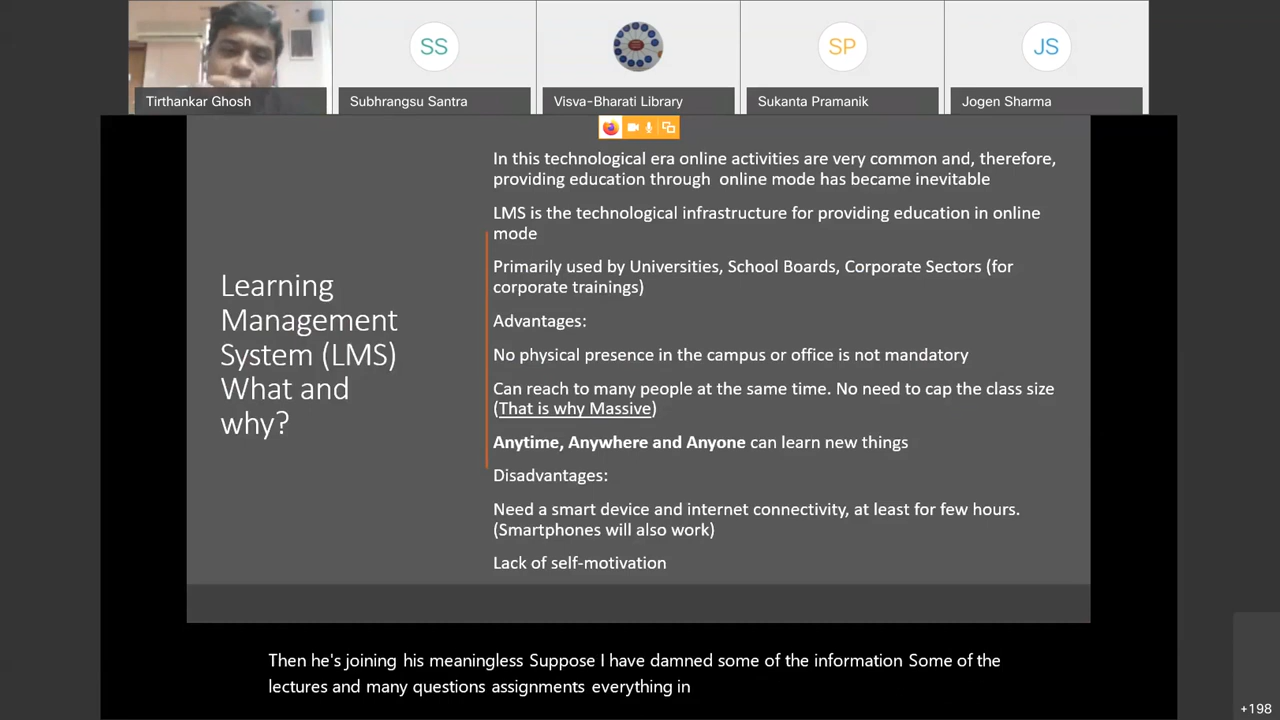 SS
SP
JS
Tirthankar Ghosh
Subhrangsu Santra
Visva-Bharati Library
Sukanta Pramanik
Jogen Sharma
Learning
Management
System (LMS)
What and
why?
In this technological era online activities are very common and, therefore,
providing education through online mode has became inevitable
LMS is the technological infrastructure for providing education in online
mode
Primarily used by Universities, School Boards, Corporate Sectors (for
corporate trainings)
Advantages:
No physical presence in the campus or office is not mandatory
Can reach to many people at the same time. No need to cap the class size
(That is why Massive)
Anytime, Anywhere and Anyone can learn new things
Disadvantages:
Need a smart device and internet connectivity, at least for few hours.
(Smartphones will also work)
Lack of self-motivation
Then he's joining his meaningless Suppose I have damned some of the information Some of the
lectures and many questions assignments everything in
+198